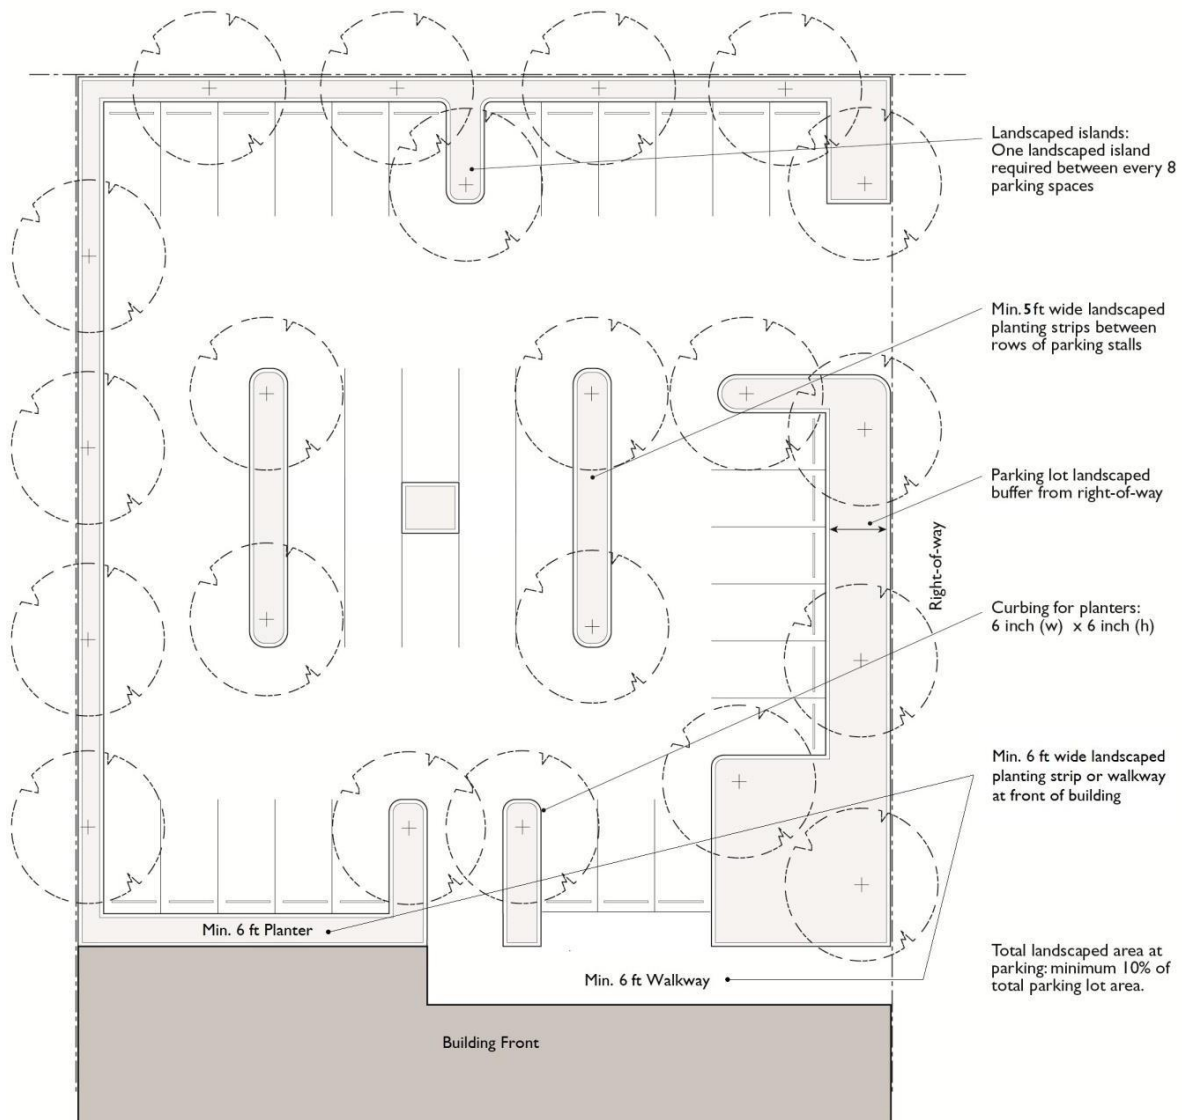 Landscaped islands:
One landscaped island
required between every 8
parking spaces
Min. 5 ft wide landscaped
planting strips between
rows of parking stalls
Parking lot landscaped
buffer from right-of-way
Right-of-way
Curbing for planters:
6 inch (w) x 6 inch (h)
Min. 6 ft wide landscaped
planting strip or walkway
at front of building
Min. 6 ft Planter
Total landscaped area at
parking: minimum 10% of
total parking lot area.
Min. 6 ft Walkway
Building Front